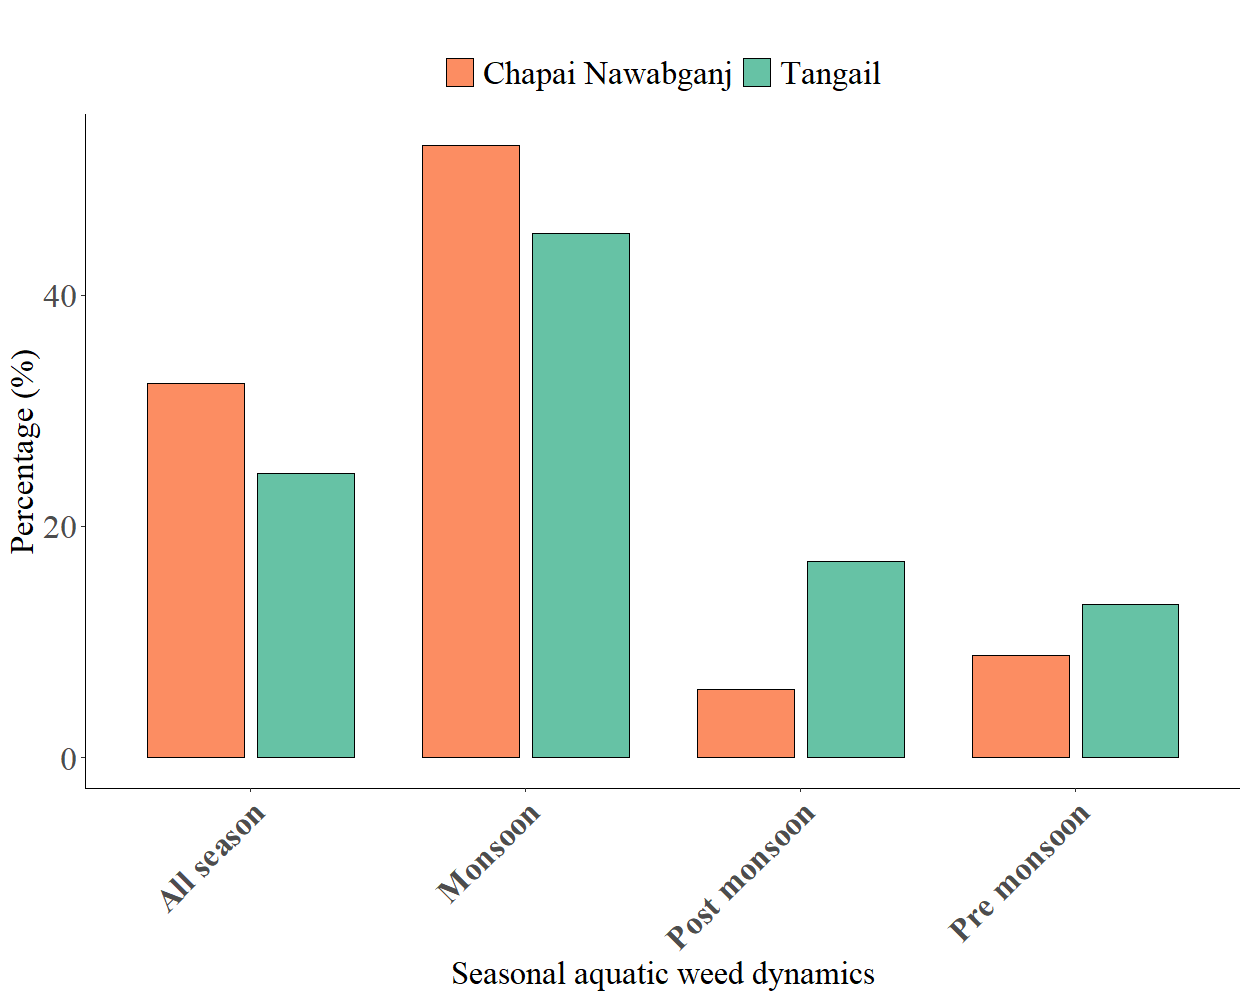 Chapai Nawabganj Tangail
Percentage (%)
40
20
0
All season
Monsoon
Post monsoon
Pre monsoon
Seasonal aquatic weed dynamics